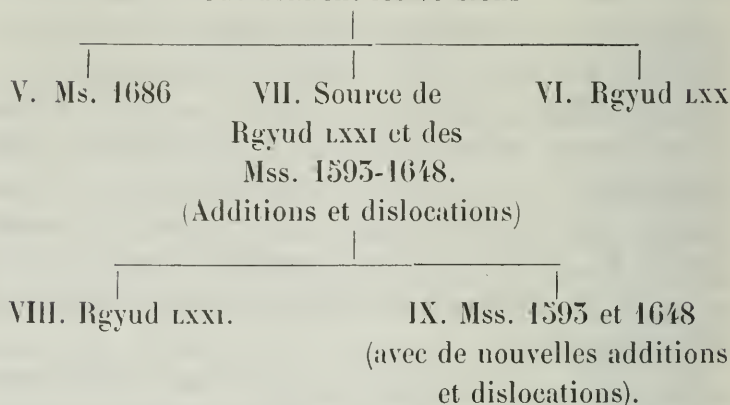 V. Ms. 1686 VII. Source de VI. Rgyud LXX
Rgyud LXXI et des
Mss. 1593-1648.
(Additions et dislocations)
VIII. Rgyud LXXI. IX. Mss. 1593 et 1648
(avec de nouvelles additions
et dislocations).